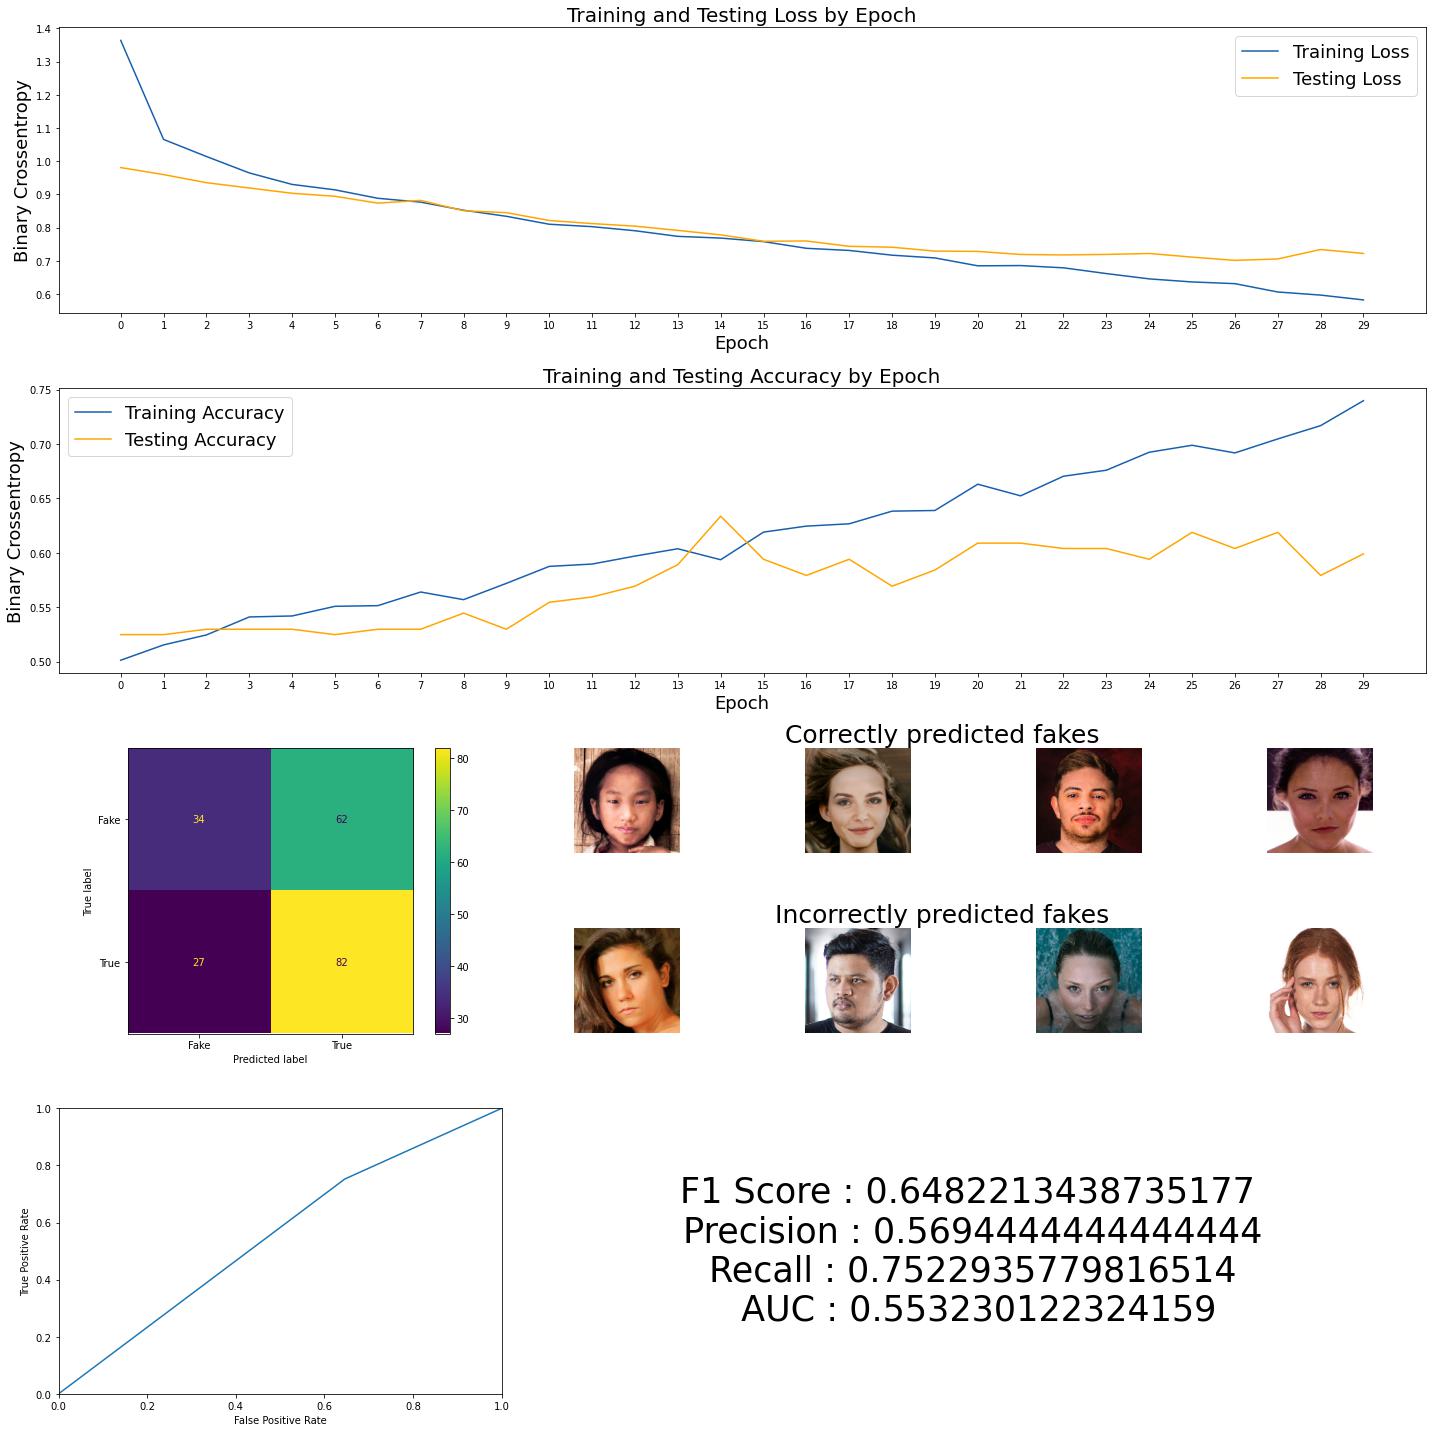 Training and Testing Loss by Epoch
1.4
1.3
1.2
1.1
1.0
0.9
0.8
0.7
0.6
Binary Crossentropy
Training Loss
Testing Loss
0 1 2 3 4 5 6 7 8 9 10 11 12 13 14 15 16 17 18 19 20 21 22 23 24 25 26 27 28 29
Epoch
Training and Testing Accuracy by Epoch
0.75
0.70
0.65
0.60
0.55
0.50
Binary Crossentropy
Training Accuracy
Testing Accuracy
0 1 2 3 4 5 6 7 8 9 10 11 12 13 14 15 16 17 18 19 20 21 22 23 24 25 26 27 28 29
Epoch
True label
Fake 34 62
True 27 82
Fake True
Predicted label
80
70
60
50
40
30
Correctly predicted fakes
Incorrectly predicted fakes
1.0
0.8
0.6
0.4
0.2
0.0
True Positive Rate
0.0 0.2 0.4 0.6 0.8 1.0
False Positive Rate
F1 Score : 0.6482213438735177
Precision : 0.5694444444444444
Recall : 0.7522935779816514
AUC : 0.553230122324159